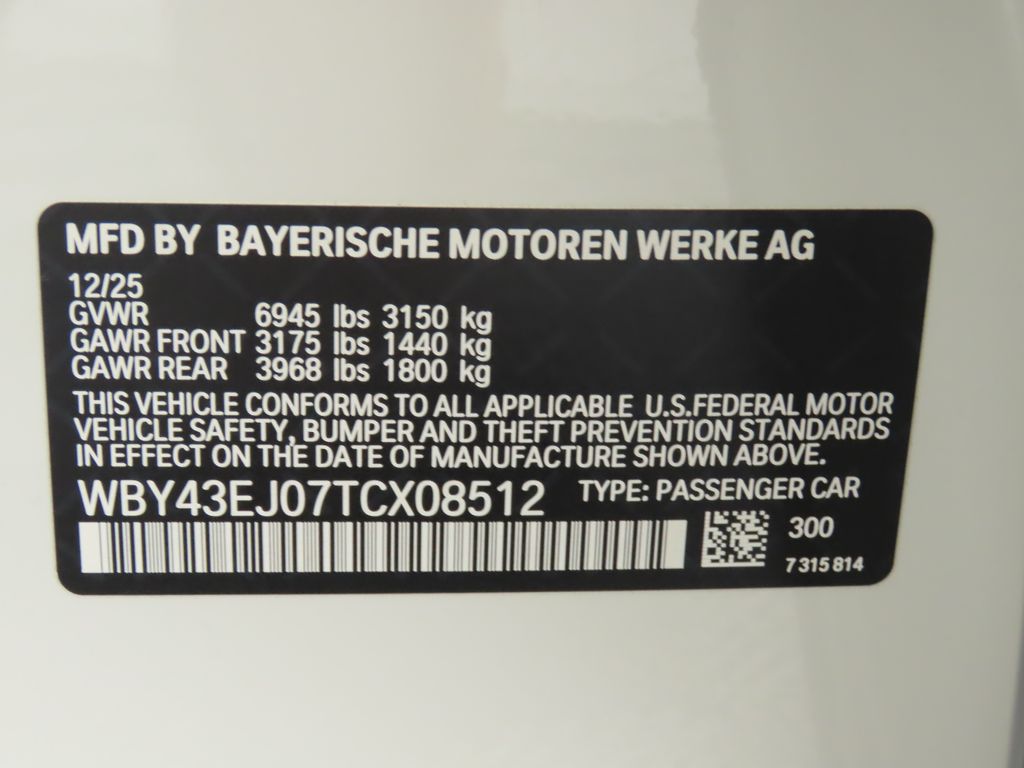 MFD BY BAYERISCHE MOTOREN WERKE AG
12/25
GVWR 6945 lbs 3150 kg
GAWR FRONT 3175 lbs 1440 kg
GAWR REAR 3968 lbs 1800 kg
THIS VEHICLE CONFORMS TO ALL APPLICABLE U.S.FEDERAL MOTOR
VEHICLE SAFETY, BUMPER AND THEFT PREVENTION STANDARDS
IN EFFECT ON THE DATE OF MANUFACTURE SHOWN ABOVE.
WBY43EJ07TCX08512 TYPE: PASSENGER CAR
300
7 315 814